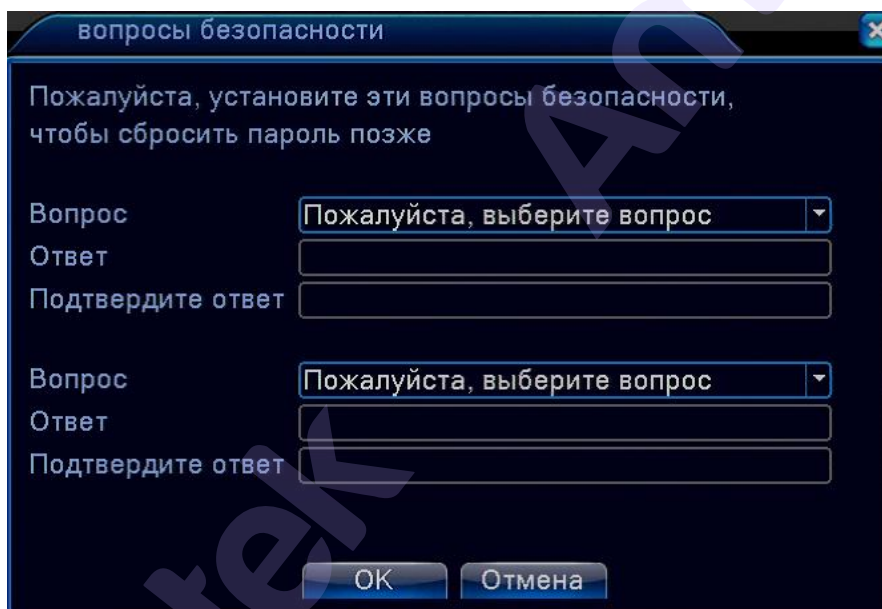 вопросы безопасности
Пожалуйста, установите эти вопросы безопасности,
чтобы сбросить пароль позже
Вопрос Пожалуйста, выберите вопрос
Ответ
Подтвердите ответ
Вопрос Пожалуйста, выберите вопрос
Ответ
Подтвердите ответ
OK Отмена